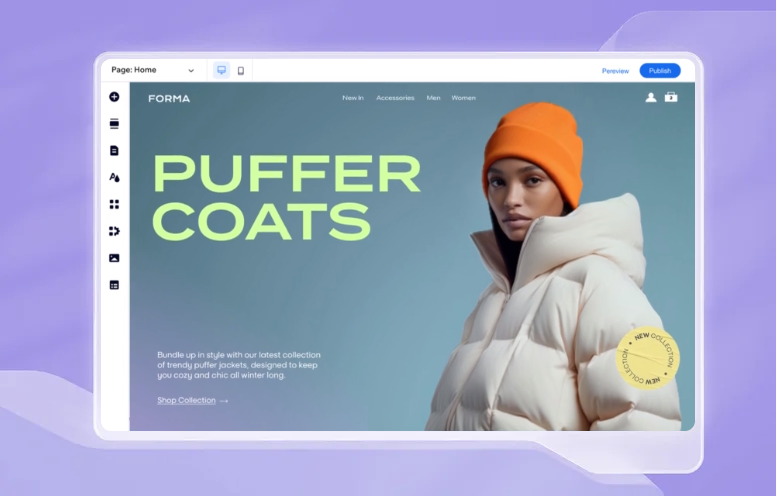 Page: Home
Pereview
Publish
FORMA
New In
Accessories
Men
Women
PUFFER
COATS
Bundle up in style with our latest collection
of trendy puffer jackets, designed to keep
you cozy and chic all winter long.
Shop Collection →
NEW COLLECTION • NEW COLLECTION •